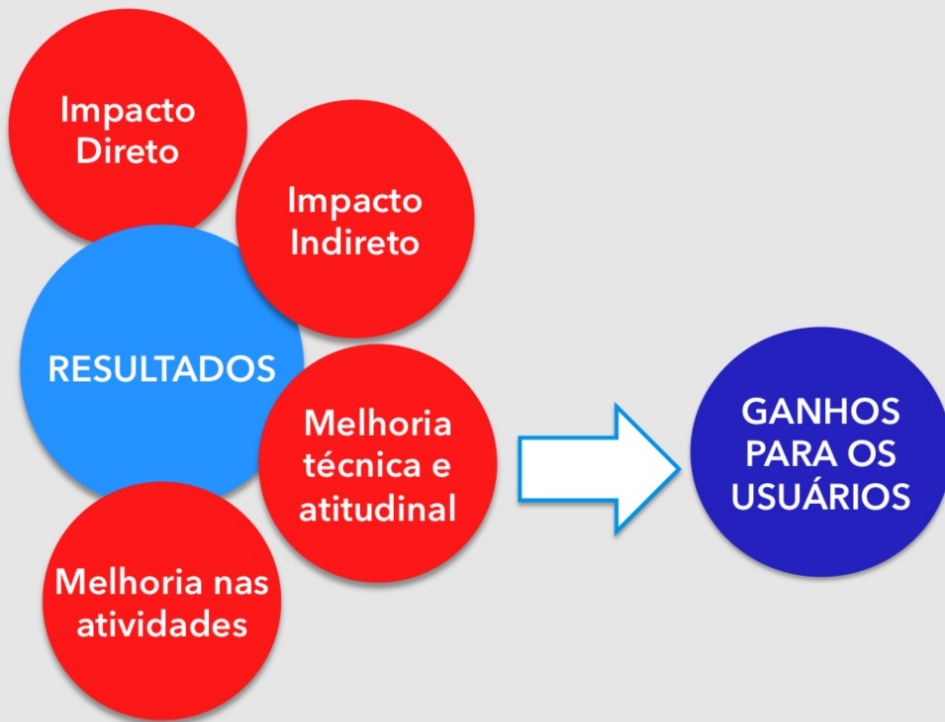 Impacto
Direto
Impacto
Indireto
RESULTADOS
Melhoria
técnica e
atitudinal
Melhoria nas
atividades
GANHOS
PARA OS
USUÁRIOS